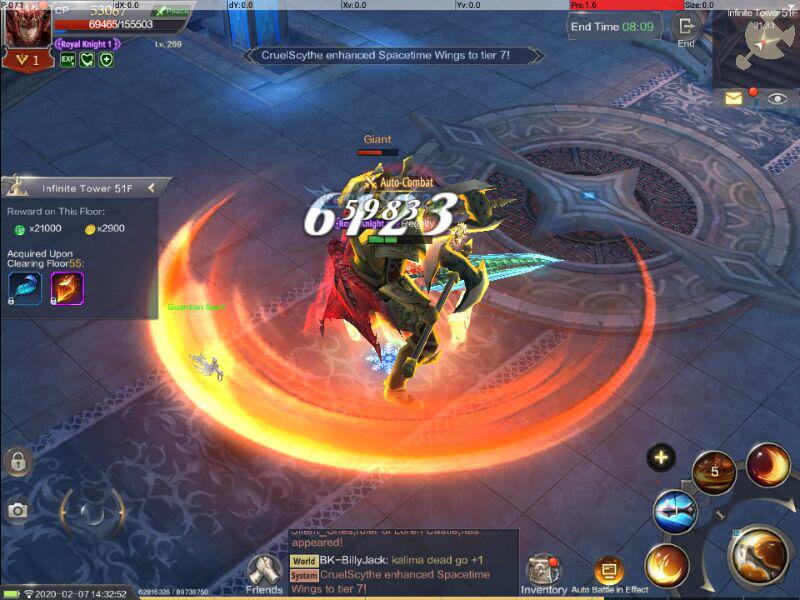 P:0 / 1
dX:0.0
dY:0.0
Xv:0.0
Yv:0.0
Prs:1.0
Size:0.0
CP 53067
Peace
69465/155503
Royal Knight 1
Lv. 269
1
EXP
CruelScythe enhanced Spacetime Wings to tier 7!
End Time 08:09
End
Infinite Tower 51F
Giant
Auto-Combat
Infinite Tower 51F
Reward on This Floor:
x21000
x2900
Acquired Upon
Clearing Floor55:
Guardian Spirit
5
Silent_Ones,ruler of Loren Castle,has
appeared!
World BK-BillyJack: kalima dead go +1
System CruelScythe enhanced Spacetime
Wings to tier 7!
Friends
Inventory
Auto Battle in Effect
2020-02-07 14:32:52
62816326 / 89738750